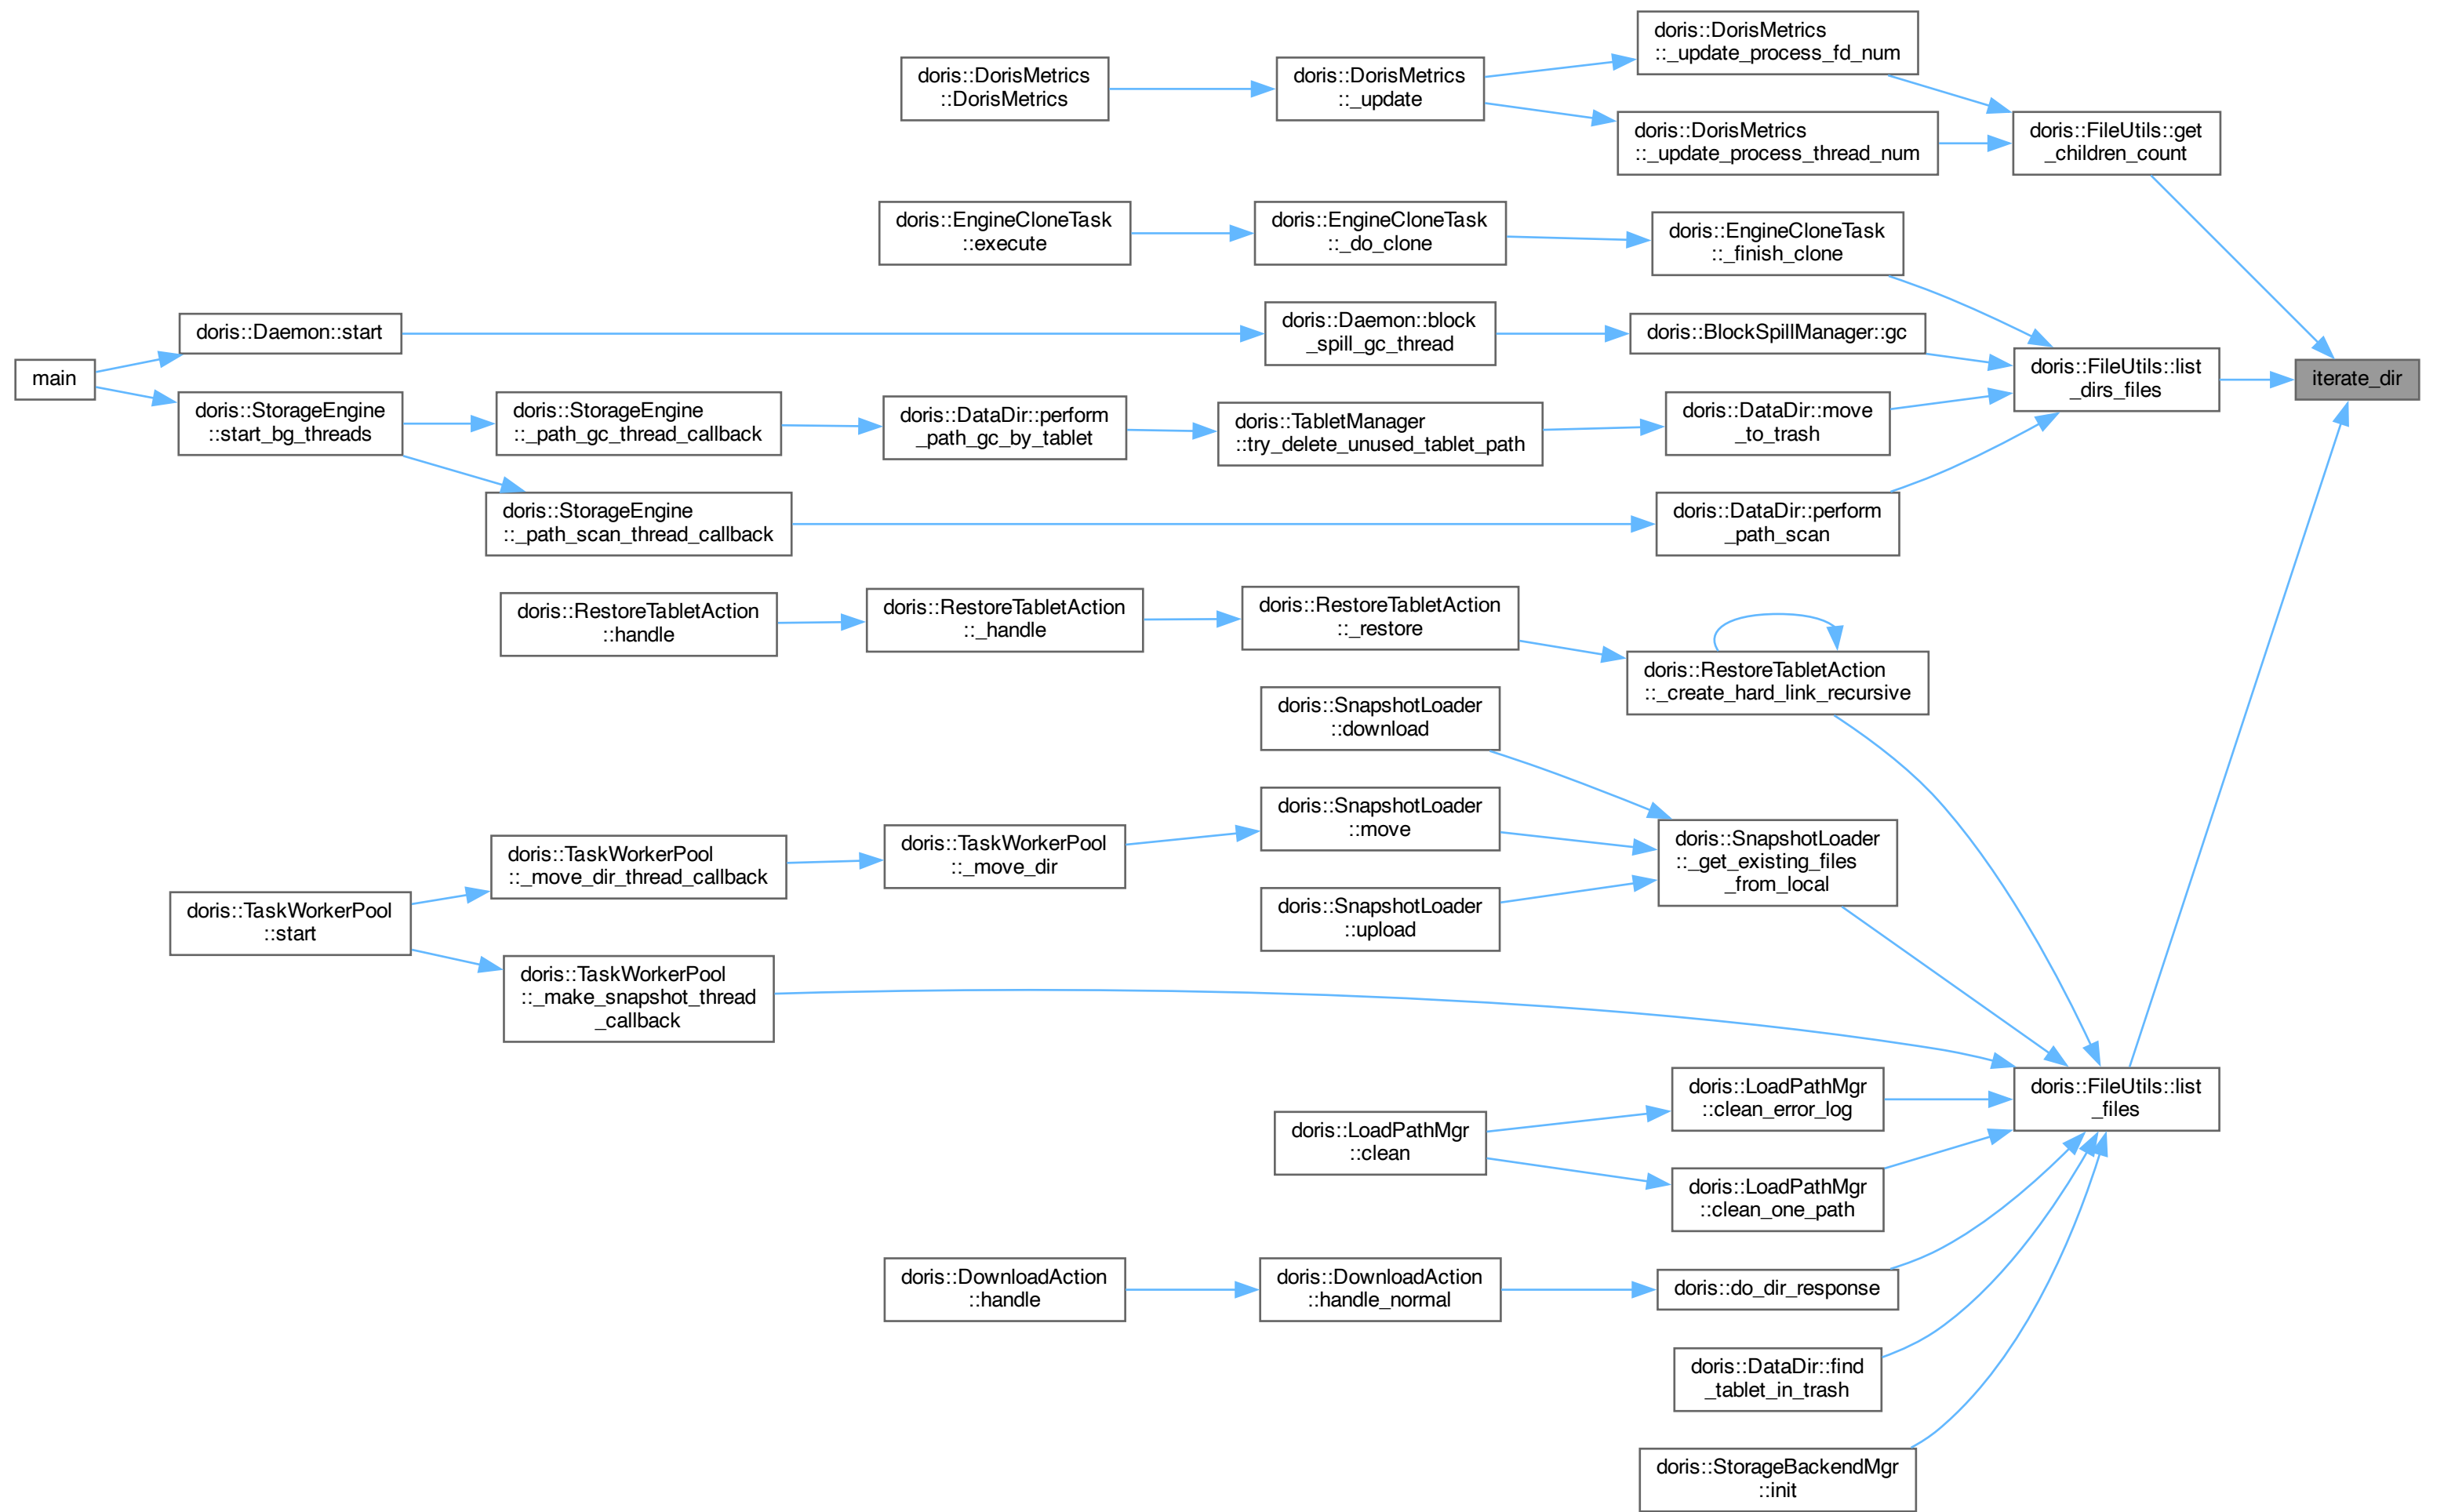 doris::DorisMetrics
::_update_process_fd_num
doris::DorisMetrics
::DorisMetrics
doris::DorisMetrics
::_update
doris::DorisMetrics
::_update_process_thread_num
doris::FileUtils::get
_children_count
doris::EngineCloneTask
::execute
doris::EngineCloneTask
::_do_clone
doris::EngineCloneTask
::_finish_clone
doris::Daemon::start
doris::Daemon::block
_spill_gc_thread
doris::BlockSpillManager::gc
main
doris::FileUtils::list
_dirs_files
iterate_dir
doris::StorageEngine
::start_bg_threads
doris::StorageEngine
::_path_gc_thread_callback
doris::DataDir::perform
_path_gc_by_tablet
doris::TabletManager
::try_delete_unused_tablet_path
doris::DataDir::move
_to_trash
doris::StorageEngine
::_path_scan_thread_callback
doris::DataDir::perform
_path_scan
doris::RestoreTabletAction
::handle
doris::RestoreTabletAction
::_handle
doris::RestoreTabletAction
::_restore
doris::RestoreTabletAction
::_create_hard_link_recursive
doris::SnapshotLoader
::download
doris::SnapshotLoader
::move
doris::SnapshotLoader
::_get_existing_files
_from_local
doris::TaskWorkerPool
::_move_dir_thread_callback
doris::TaskWorkerPool
::_move_dir
doris::TaskWorkerPool
::start
doris::SnapshotLoader
::upload
doris::TaskWorkerPool
::_make_snapshot_thread
_callback
doris::LoadPathMgr
::clean_error_log
doris::FileUtils::list
_files
doris::LoadPathMgr
::clean
doris::LoadPathMgr
::clean_one_path
doris::DownloadAction
::handle
doris::DownloadAction
::handle_normal
doris::do_dir_response
doris::DataDir::find
_tablet_in_trash
doris::StorageBackendMgr
::init